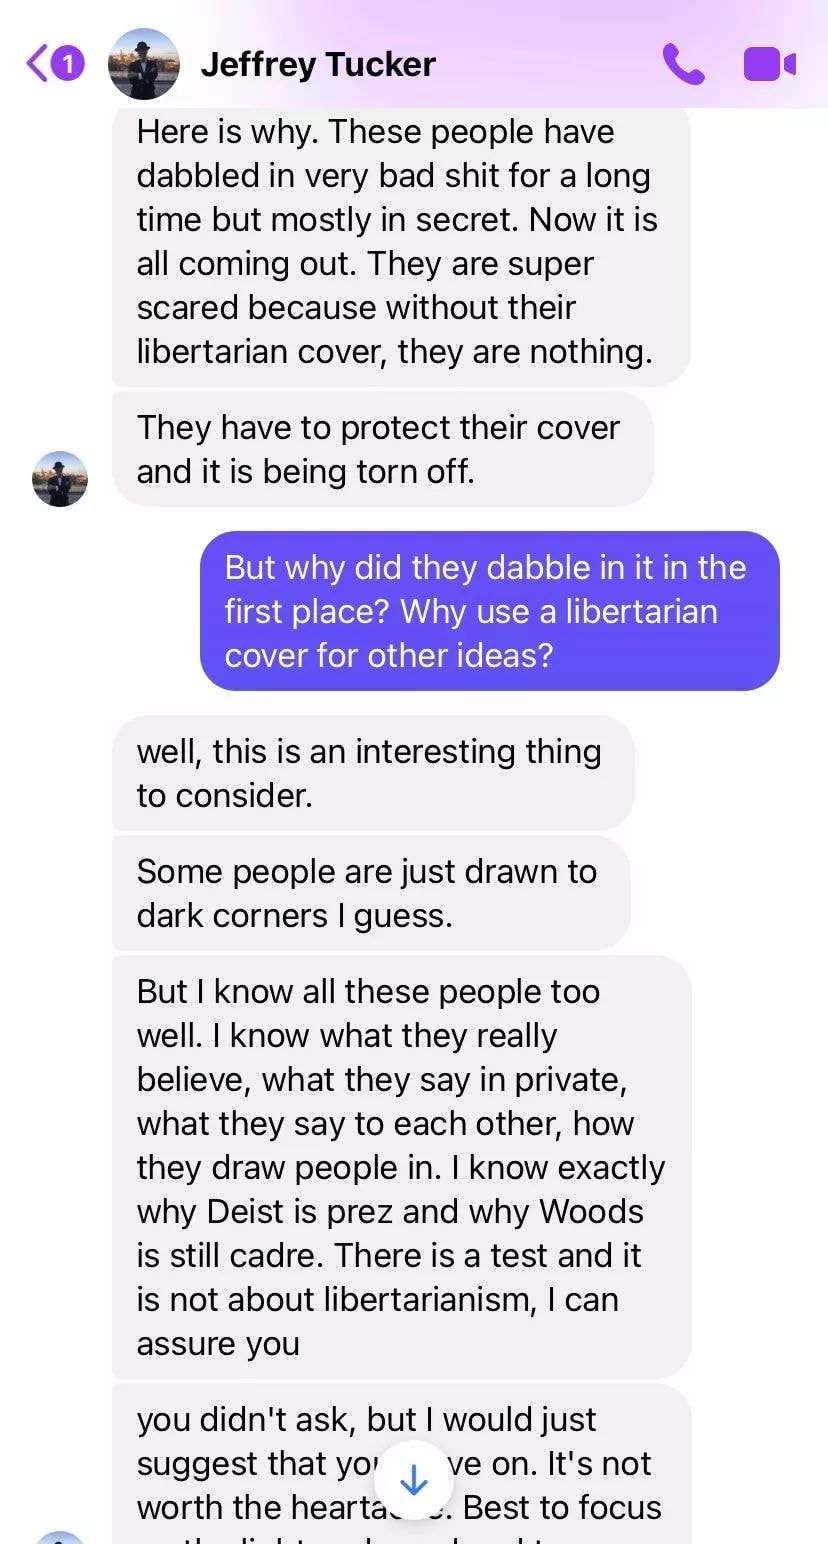 1
Jeffrey Tucker
Here is why. These people have
dabbled in very bad shit for a long
time but mostly in secret. Now it is
all coming out. They are super
scared because without their
libertarian cover, they are nothing.
They have to protect their cover
and it is being torn off.
But why did they dabble in it in the
first place? Why use a libertarian
cover for other ideas?
well, this is an interesting thing
to consider.
Some people are just drawn to
dark corners I guess.
But I know all these people too
well. I know what they really
believe, what they say in private,
what they say to each other, how
they draw people in. I know exactly
why Deist is prez and why Woods
is still cadre. There is a test and it
is not about libertarianism, I can
assure you
you didn't ask, but I would just
suggest that on. It's not
worth the Best to focus